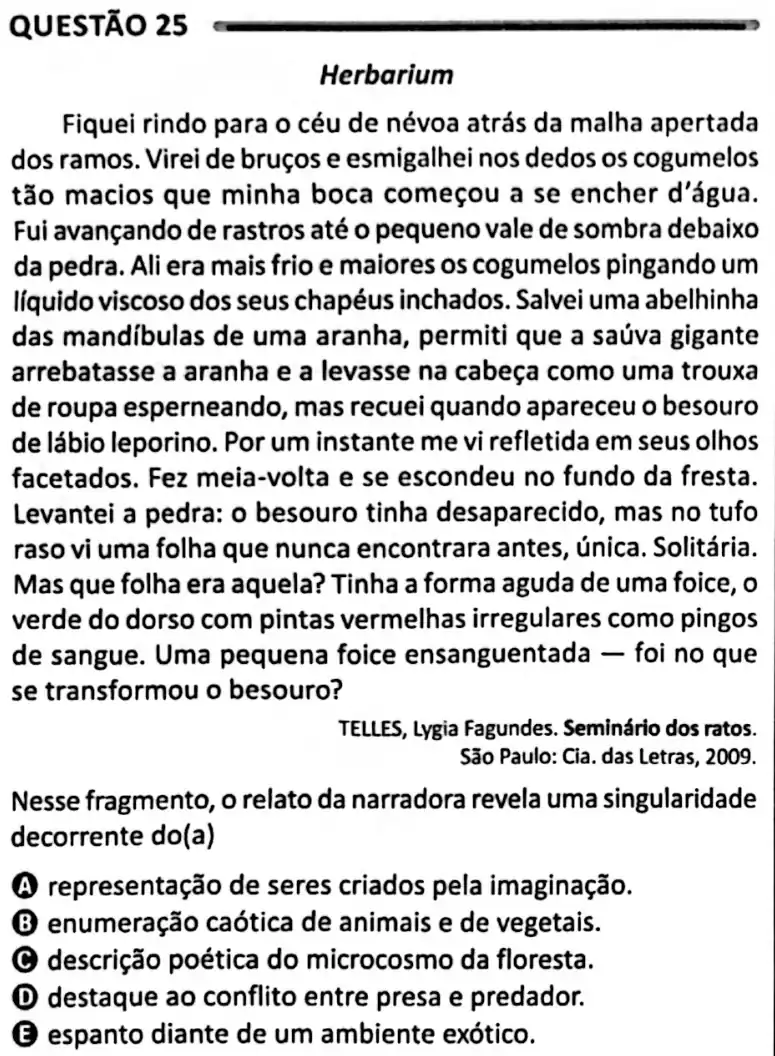 QUESTÃO 25
Herbarium
Fiquei rindo para o céu de névoa atrás da malha apertada
dos ramos. Virei de bruços e esmigalhei nos dedos os cogumelos
tão macios que minha boca começou a se encher d'água.
Fui avançando de rastros até o pequeno vale de sombra debaixo
da pedra. Ali era mais frio e maiores os cogumelos pingando um
líquido viscoso dos seus chapéus inchados. Salvei uma abelhinha
das mandíbulas de uma aranha, permiti que a saúva gigante
arrebatasse a aranha e a levasse na cabeça como uma trouxa
de roupa esperneando, mas recuei quando apareceu o besouro
de lábio leporino. Por um instante me vi refletida em seus olhos
facetados. Fez meia-volta e se escondeu no fundo da fresta.
Levantei a pedra: o besouro tinha desaparecido, mas no tufo
raso vi uma folha que nunca encontrara antes, única. Solitária.
Mas que folha era aquela? Tinha a forma aguda de uma foice, o
verde do dorso com pintas vermelhas irregulares como pingos
de sangue. Uma pequena foice ensanguentada — foi no que
se transformou o besouro?
TELLES, Lygia Fagundes. Seminário dos ratos.
São Paulo: Cia. das Letras, 2009.
Nesse fragmento, o relato da narradora revela uma singularidade
decorrente do(a)
A representação de seres criados pela imaginação.
B enumeração caótica de animais e de vegetais.
C descrição poética do microcosmo da floresta.
D destaque ao conflito entre presa e predador.
E espanto diante de um ambiente exótico.